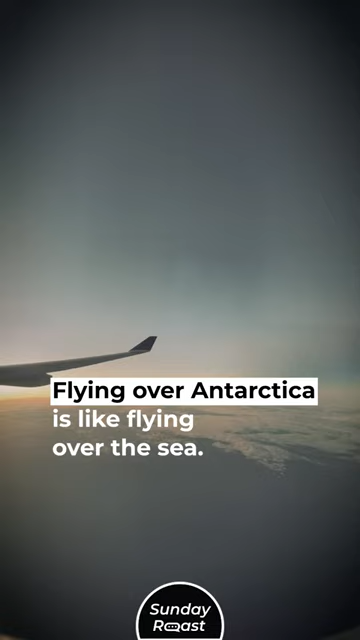 Flying over Antarctica
is like flying
over the sea.
Sunday
Roast